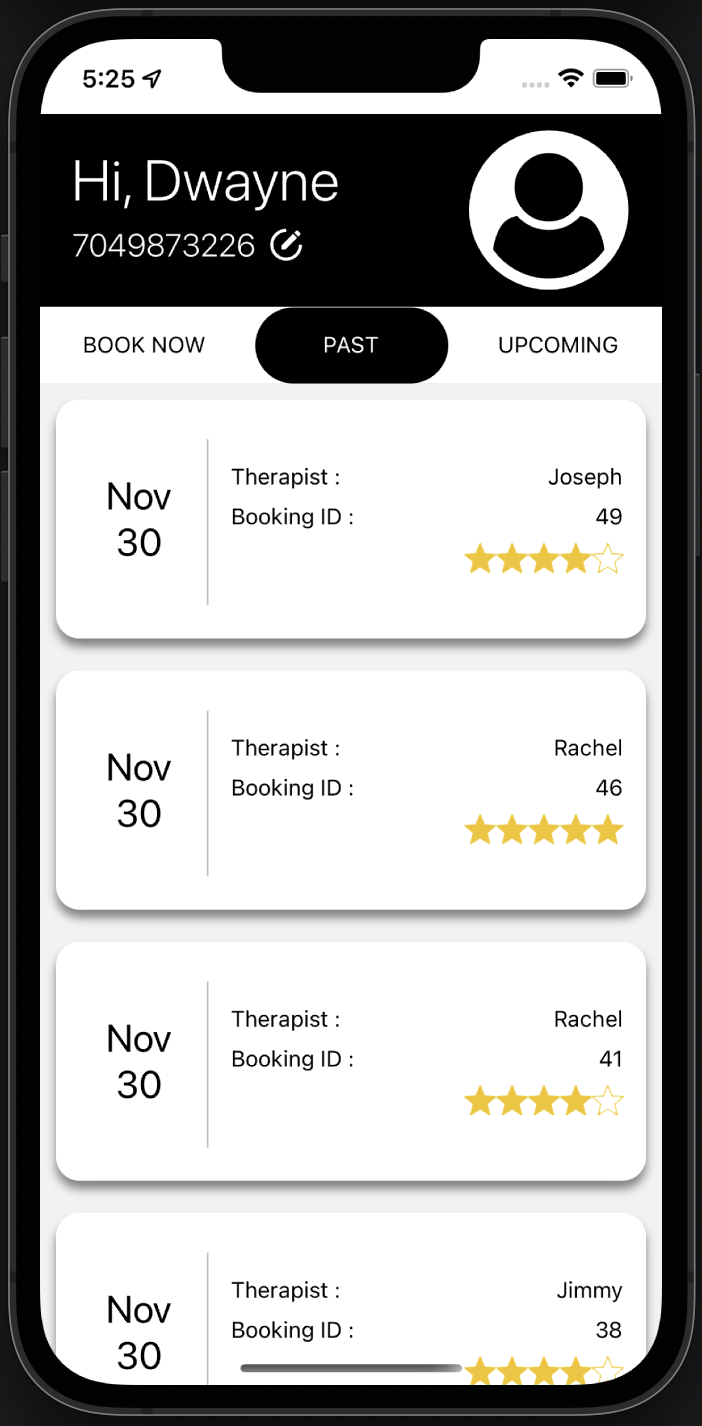 5:25
Hi, Dwayne
7049873226
BOOK NOW PAST UPCOMING
Nov
30
Therapist : Joseph
Booking ID : 49
Nov
30
Therapist : Rachel
Booking ID : 46
Nov
30
Therapist : Rachel
Booking ID : 41
Nov
30
Therapist : Jimmy
Booking ID : 38